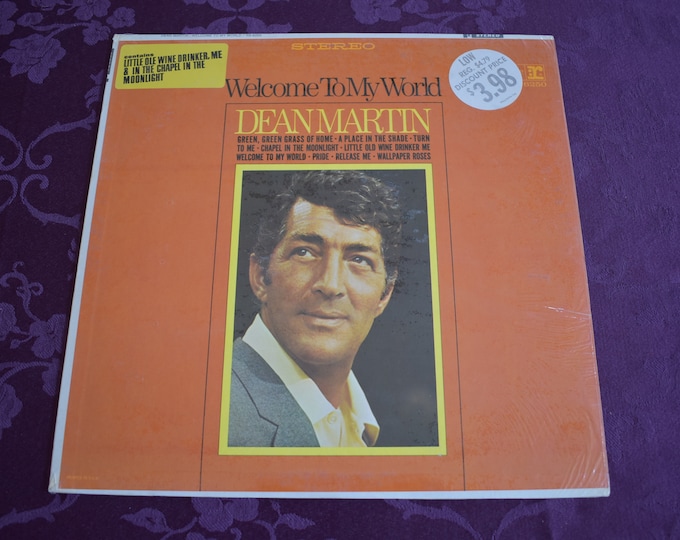 STEREO
contains
LITTLE OLE WINE DRINKER, ME
& IN THE CHAPEL IN THE
MOONLIGHT
LOW
REG. $4.79
DISCOUNT PRICE
$3.98
Welcome To My World
DEAN MARTIN
GREEN, GREEN GRASS OF HOME • A PLACE IN THE SHADE • TURN
TO ME • CHAPEL IN THE MOONLIGHT • LITTLE OLD WINE DRINKER ME
WELCOME TO MY WORLD • PRIDE • RELEASE ME • WALLPAPER ROSES